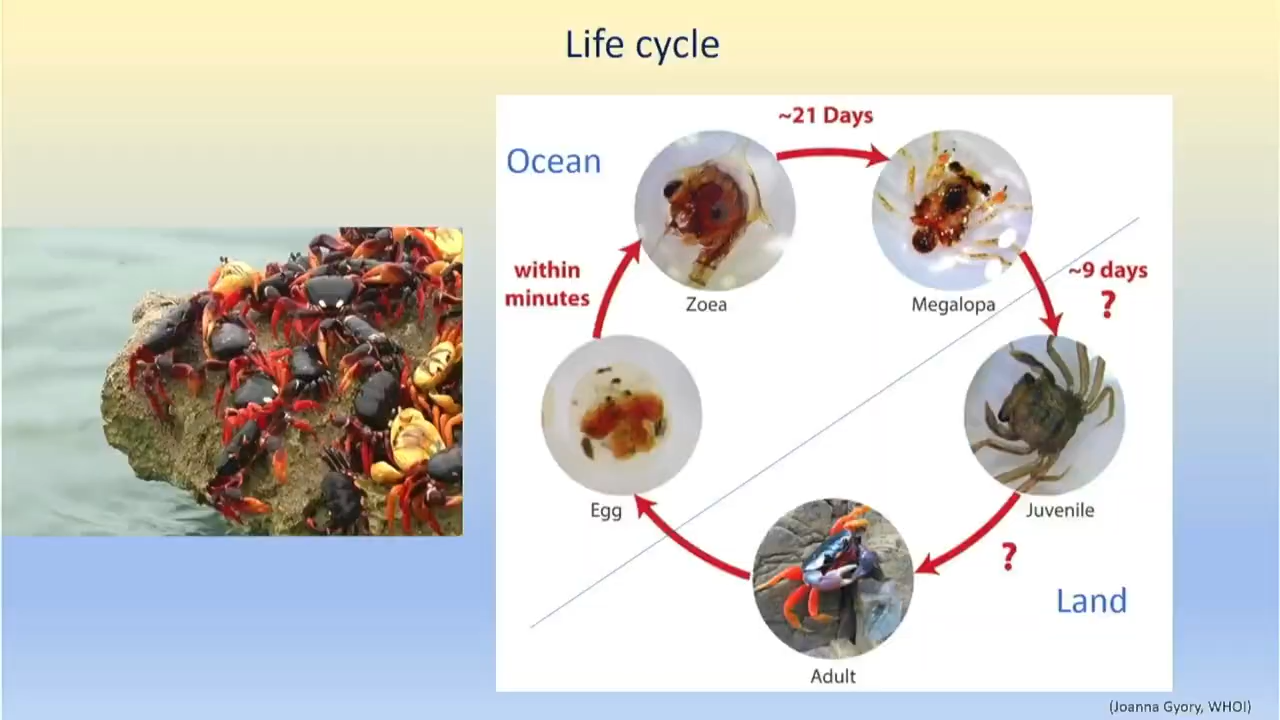 Life cycle
~21 Days
Ocean
within
minutes
~9 days
?
Zoea
Megalopa
Egg
Juvenile
?
Land
Adult
(Joanna Gyory, WHOI)